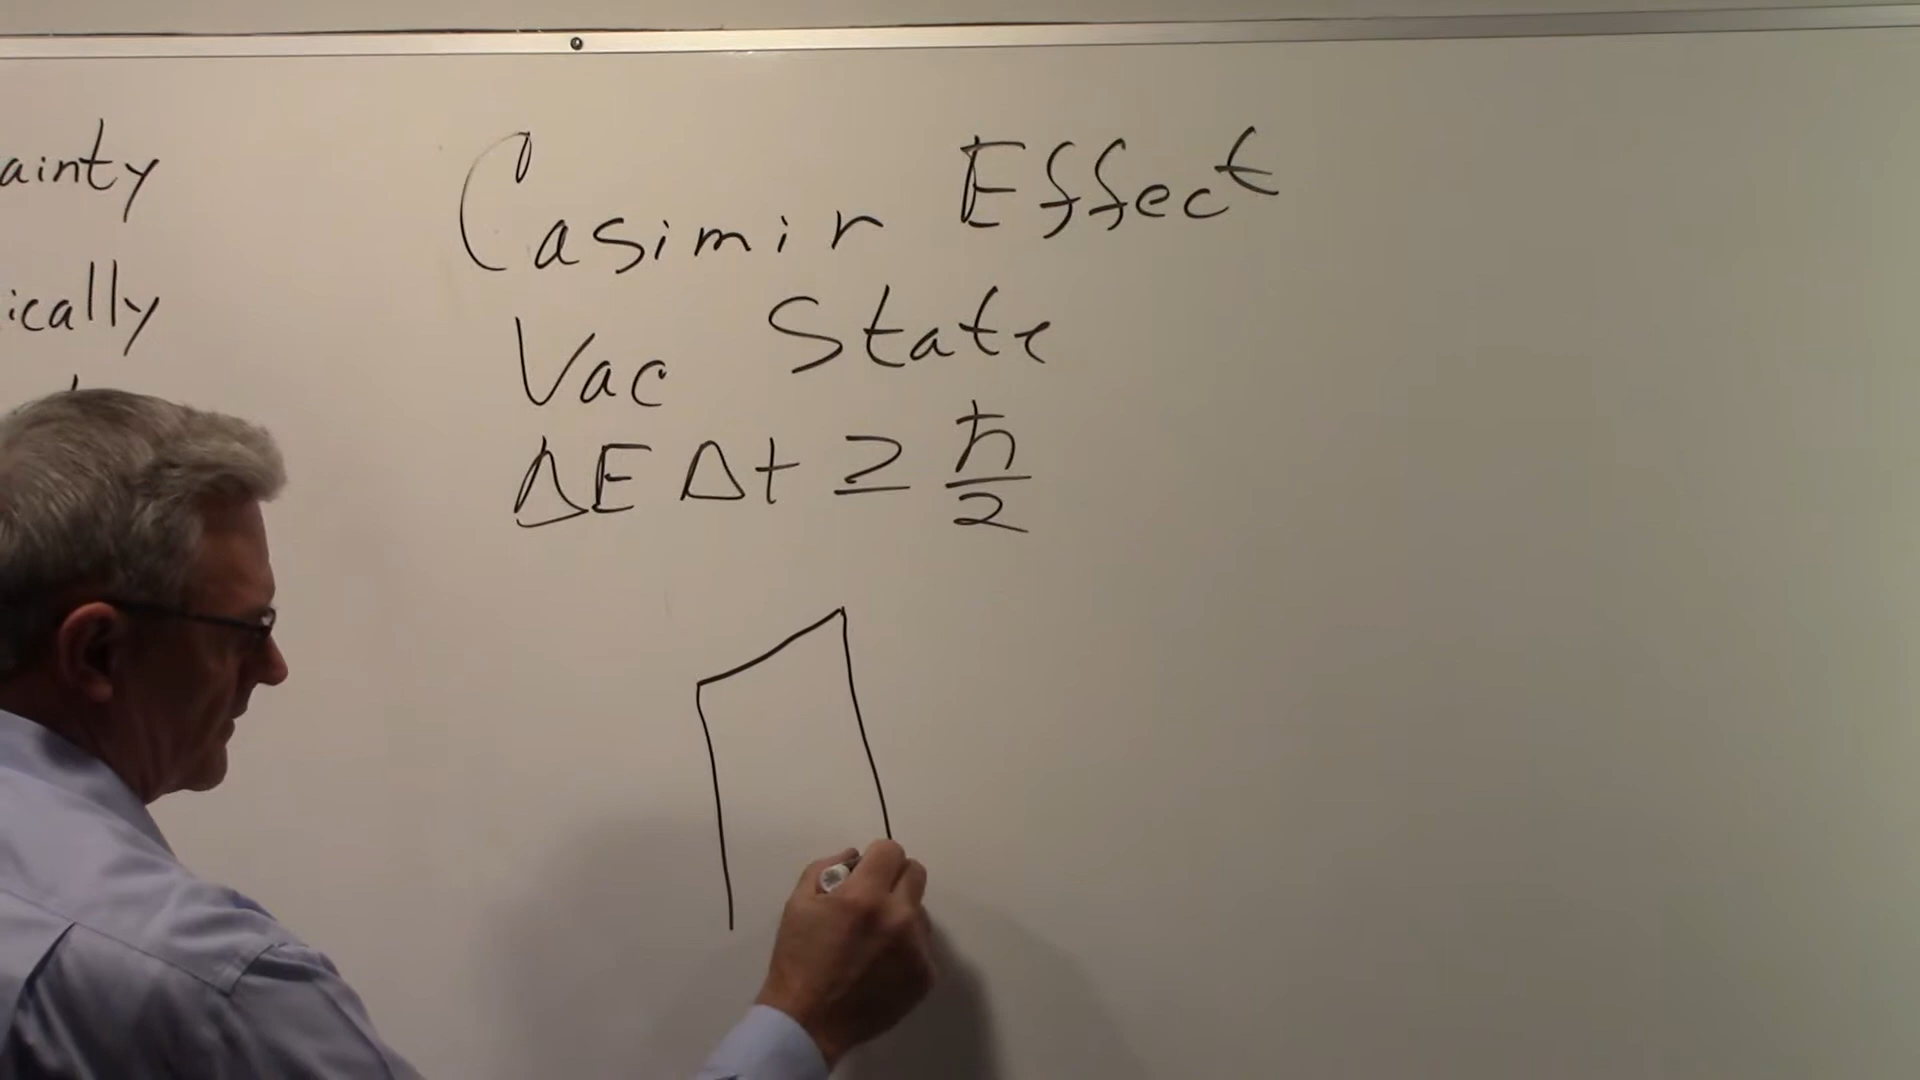 ainty
ically
Casimir Effect
Vac State
ΔE Δt ≥ ℏ/2